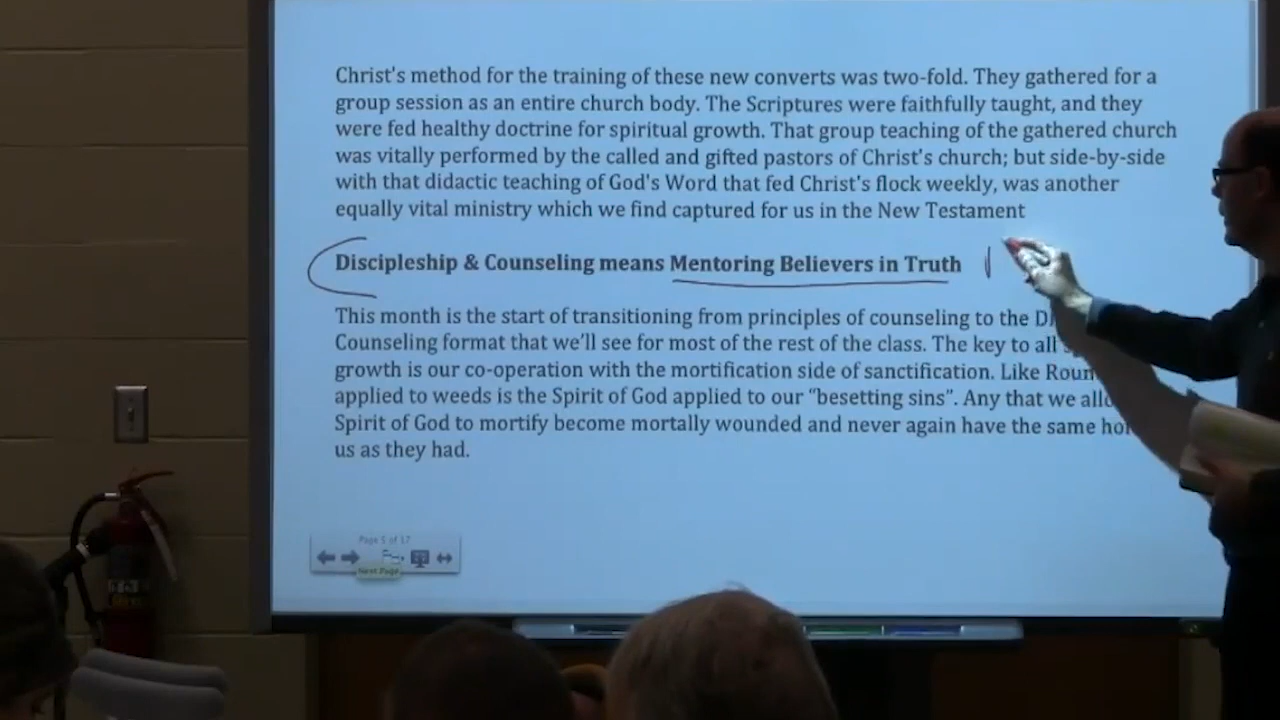 Christ's method for the training of these new converts was two-fold. They gathered for a
group session as an entire church body. The Scriptures were faithfully taught, and they
were fed healthy doctrine for spiritual growth. That group teaching of the gathered church
was vitally performed by the called and gifted pastors of Christ's church; but side-by-side
with that didactic teaching of God's Word that fed Christ's flock weekly, was another
equally vital ministry which we find captured for us in the New Testament
Discipleship & Counseling means Mentoring Believers in Truth
This month is the start of transitioning from principles of counseling to the
Counseling format that we'll see for most of the rest of the class. The key to all
growth is our co-operation with the mortification side of sanctification. Like
applied to weeds is the Spirit of God applied to our “besetting sins”. Any that we
Spirit of God to mortify become mortally wounded and never again have the same
us as they had.
Page 5 of 17
Next Page